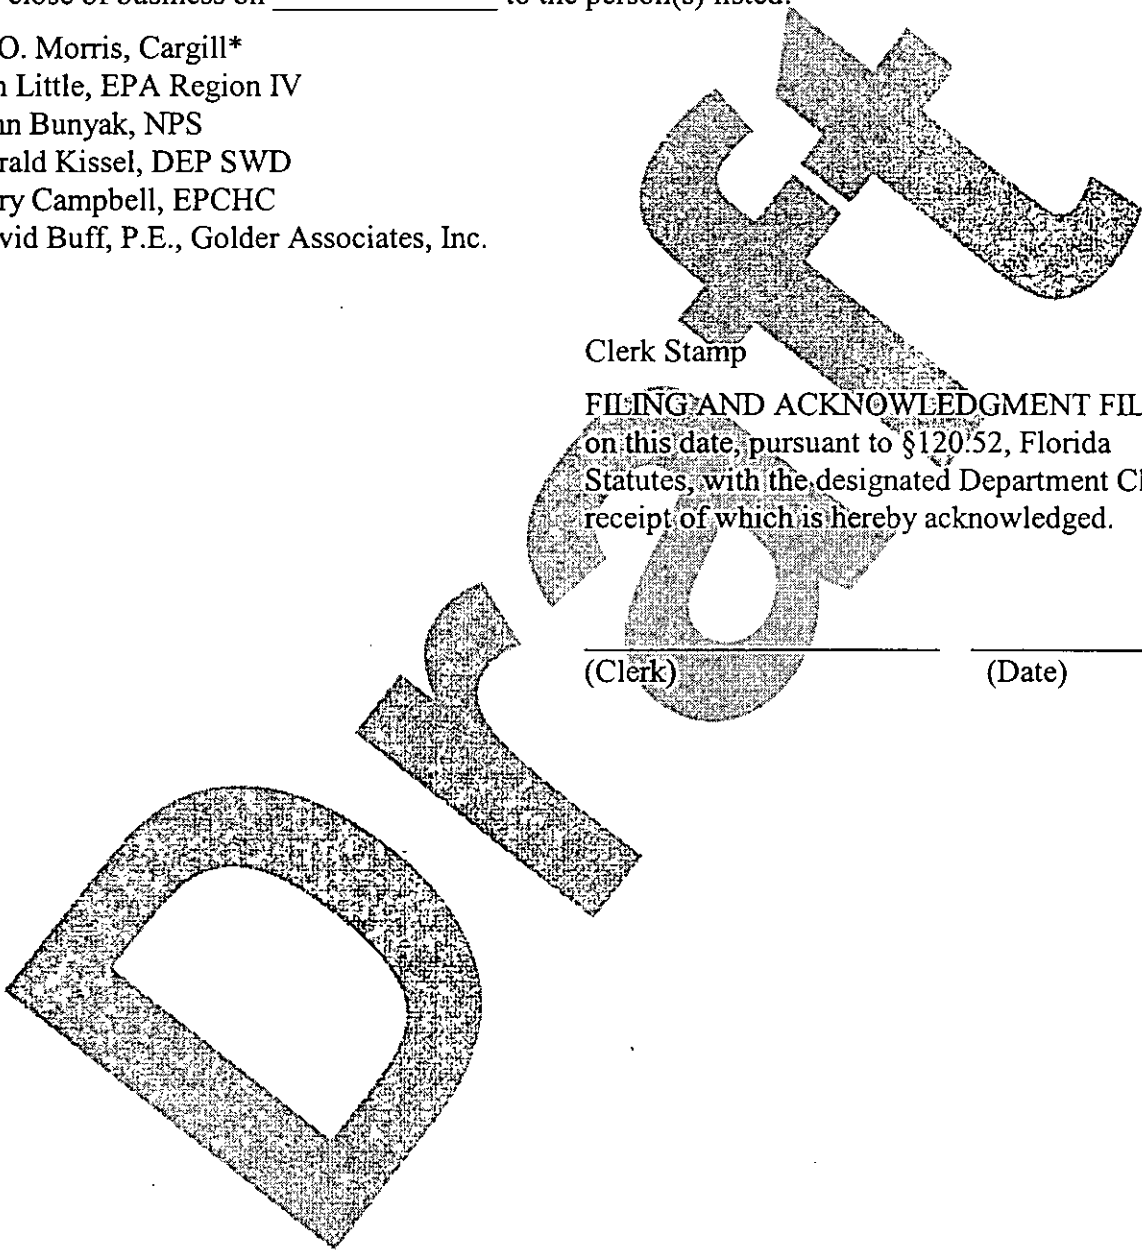 close of business on ________________ to the person(s) listed:
O. Morris, Cargill*
n Little, EPA Region IV
nn Bunyak, NPS
rald Kissel, DEP SWD
ry Campbell, EPCHC
vid Buff, P.E., Golder Associates, Inc.
Clerk Stamp
FILING AND ACKNOWLEDGMENT FIL
on this date, pursuant to §120.52, Florida
Statutes, with the designated Department Cl
receipt of which is hereby acknowledged.
(Clerk) (Date)
Draft